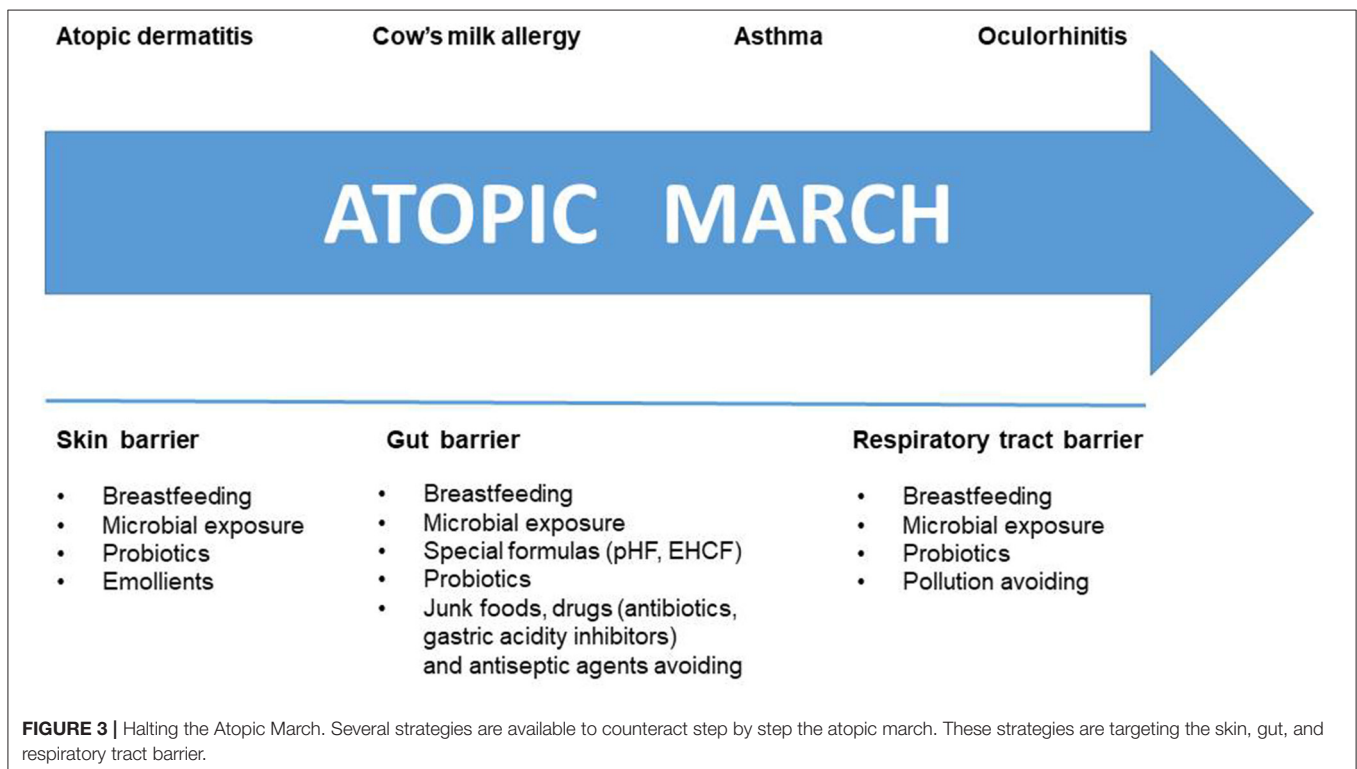 Atopic dermatitis
Cow's milk allergy
Asthma
Oculorhinitis
ATOPIC MARCH
Skin barrier
• Breastfeeding
• Microbial exposure
• Probiotics
• Emollients
Gut barrier
• Breastfeeding
• Microbial exposure
• Special formulas (pHF, EHCF)
• Probiotics
• Junk foods, drugs (antibiotics,
gastric acidity inhibitors)
and antiseptic agents avoiding
Respiratory tract barrier
• Breastfeeding
• Microbial exposure
• Probiotics
• Pollution avoiding
FIGURE 3 | Halting the Atopic March. Several strategies are available to counteract step by step the atopic march. These strategies are targeting the skin, gut, and
respiratory tract barrier.